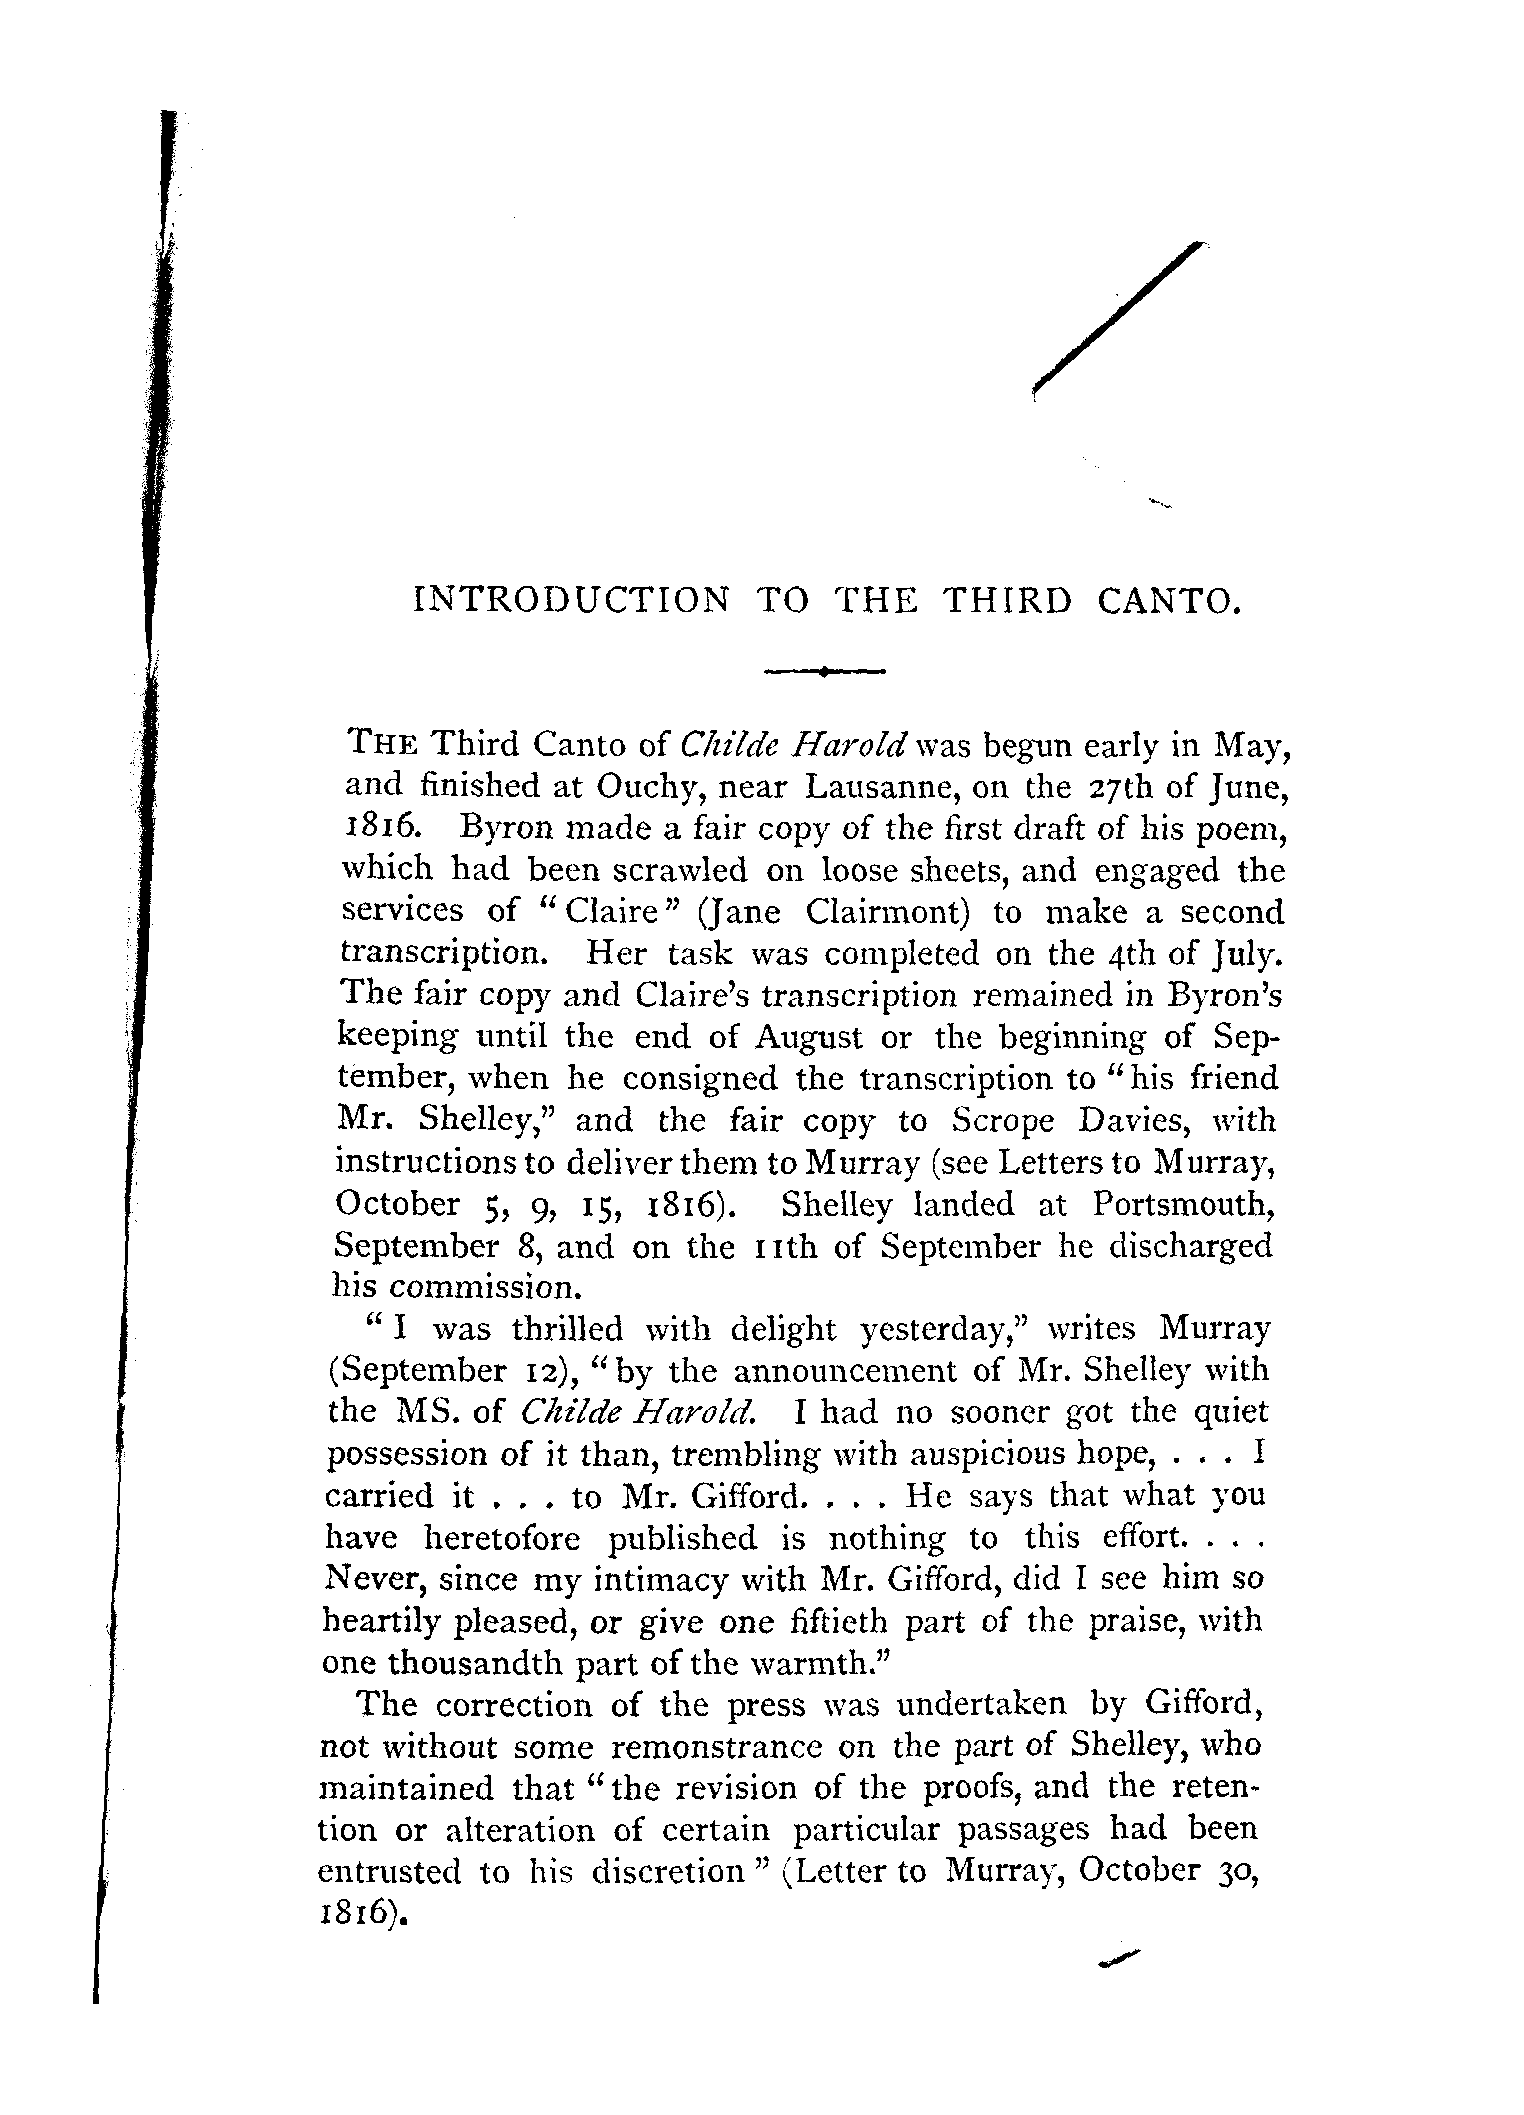 INTRODUCTION TO THE THIRD CANTO.
THE Third Canto of Childe Harold was begun early in May,
and finished at Ouchy, near Lausanne, on the 27th of June,
1816. Byron made a fair copy of the first draft of his poem,
which had been scrawled on loose sheets, and engaged the
services of "Claire" (Jane Clairmont) to make a second
transcription. Her task was completed on the 4th of July.
The fair copy and Claire's transcription remained in Byron's
keeping until the end of August or the beginning of Sep-
tember, when he consigned the transcription to "his friend
Mr. Shelley," and the fair copy to Scrope Davies, with
instructions to deliver them to Murray (see Letters to Murray,
October 5, 9, 15, 1816). Shelley landed at Portsmouth,
September 8, and on the 11th of September he discharged
his commission.
"I was thrilled with delight yesterday," writes Murray
(September 12), "by the announcement of Mr. Shelley with
the MS. of Childe Harold. I had no sooner got the quiet
possession of it than, trembling with auspicious hope, . . . I
carried it . . . to Mr. Gifford. . . . He says that what you
have heretofore published is nothing to this effort. . . .
Never, since my intimacy with Mr. Gifford, did I see him so
heartily pleased, or give one fiftieth part of the praise, with
one thousandth part of the warmth."
The correction of the press was undertaken by Gifford,
not without some remonstrance on the part of Shelley, who
maintained that "the revision of the proofs, and the reten-
tion or alteration of certain particular passages had been
entrusted to his discretion" (Letter to Murray, October 30,
1816).